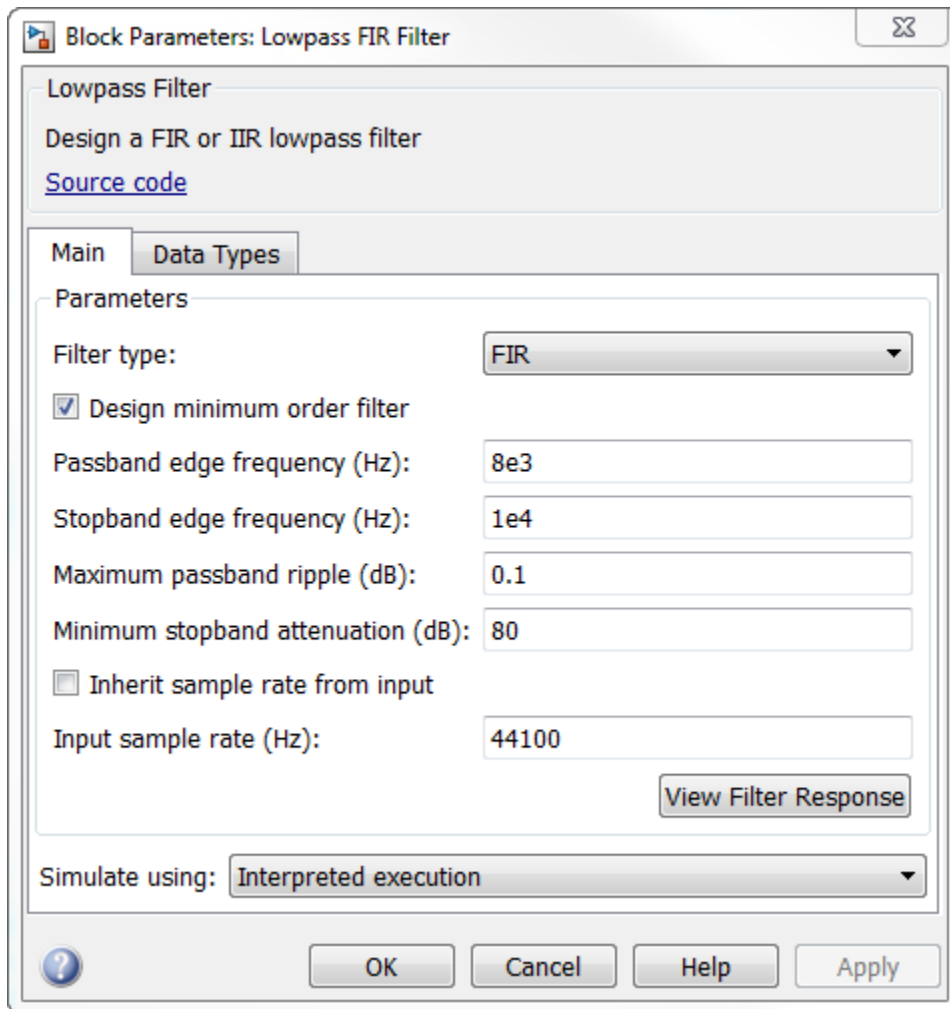 Block Parameters: Lowpass FIR Filter
Lowpass Filter
Design a FIR or IIR lowpass filter
Source code
Main Data Types
Parameters
Filter type: FIR
Design minimum order filter
Passband edge frequency (Hz): 8e3
Stopband edge frequency (Hz): 1e4
Maximum passband ripple (dB): 0.1
Minimum stopband attenuation (dB): 80
Inherit sample rate from input
Input sample rate (Hz): 44100
View Filter Response
Simulate using: Interpreted execution
? OK Cancel Help Apply